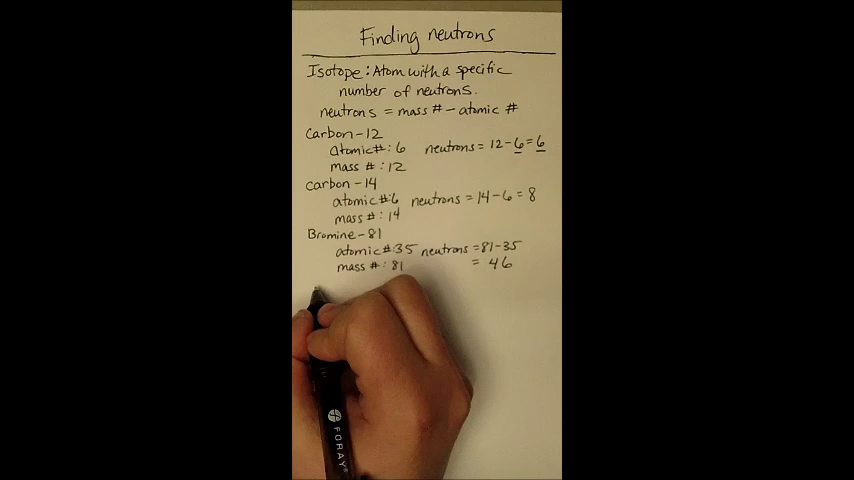 Finding neutrons
Isotope: Atom with a specific
number of neutrons.
neutrons = mass # - atomic #
Carbon-12
atomic #: 6 neutrons = 12-6=6
mass #: 12
Carbon-14
atomic #: 6 neutrons = 14-6 = 8
mass #: 14
Bromine-81
atomic #: 35 neutrons = 81-35
mass #: 81 = 46
FORAY